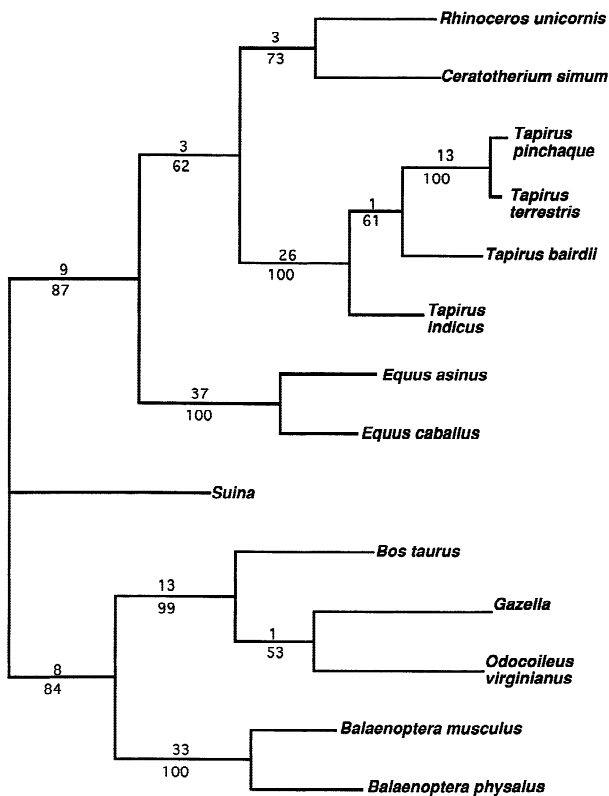 Rhinoceros unicornis
3
73
Ceratotherium simum
Tapirus
pinchaque
13
100
3
62
Tapirus
terrestris
1
61
Tapirus bairdii
26
100
9
87
Tapirus
indicus
Equus asinus
37
100
Equus caballus
Suina
Bos taurus
13
99
Gazella
1
53
Odocoileus
virginianus
8
84
Balaenoptera musculus
33
100
Balaenoptera physalus